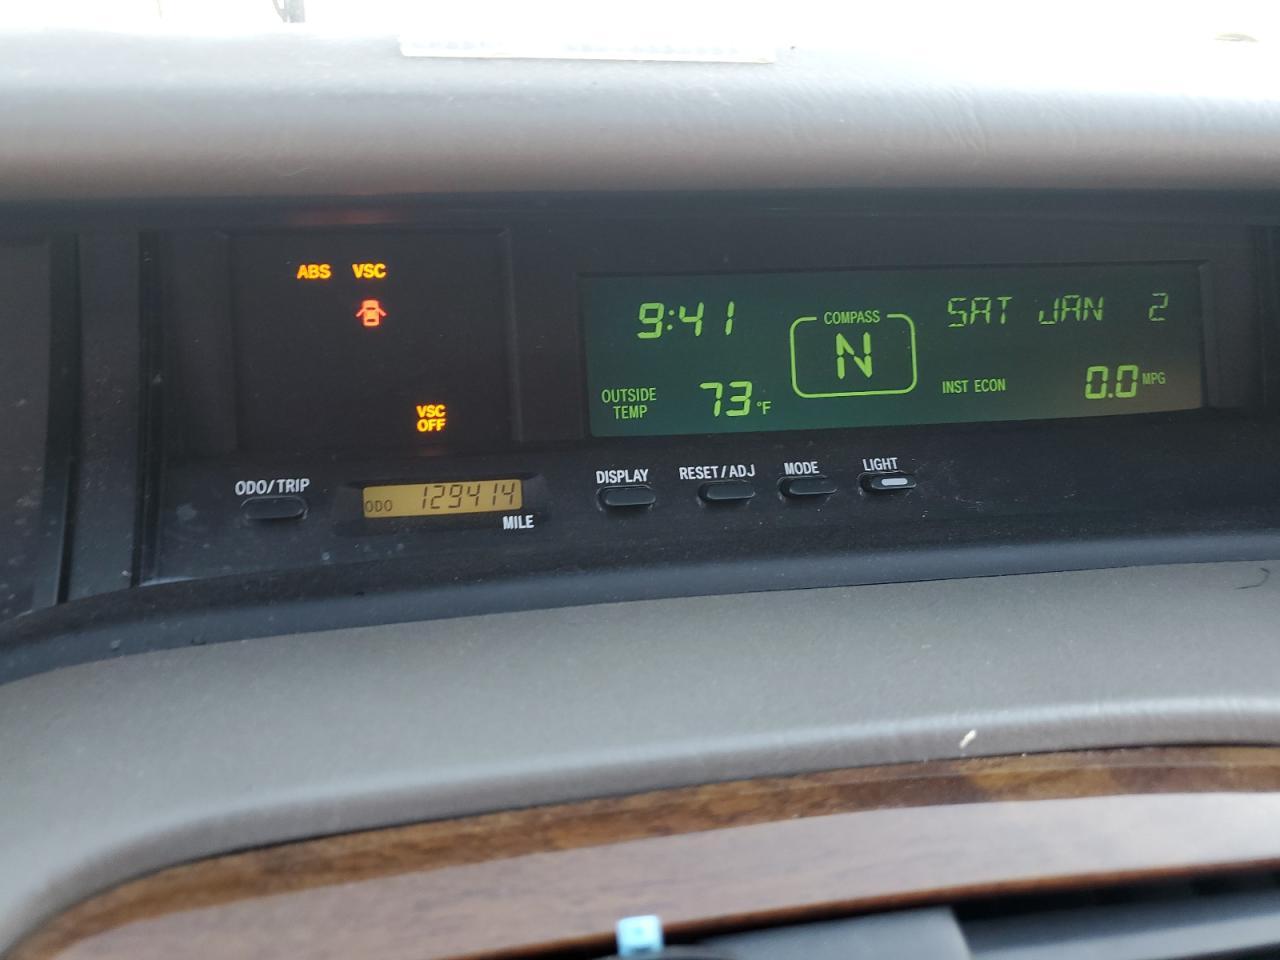 ABS VSC
VSC
OFF
ODO/TRIP
ODO 129414
MILE
9:41
COMPASS
N
SAT JAN 2
OUTSIDE
TEMP
73 °F
INST ECON 0.0 MPG
DISPLAY RESET/ADJ MODE LIGHT